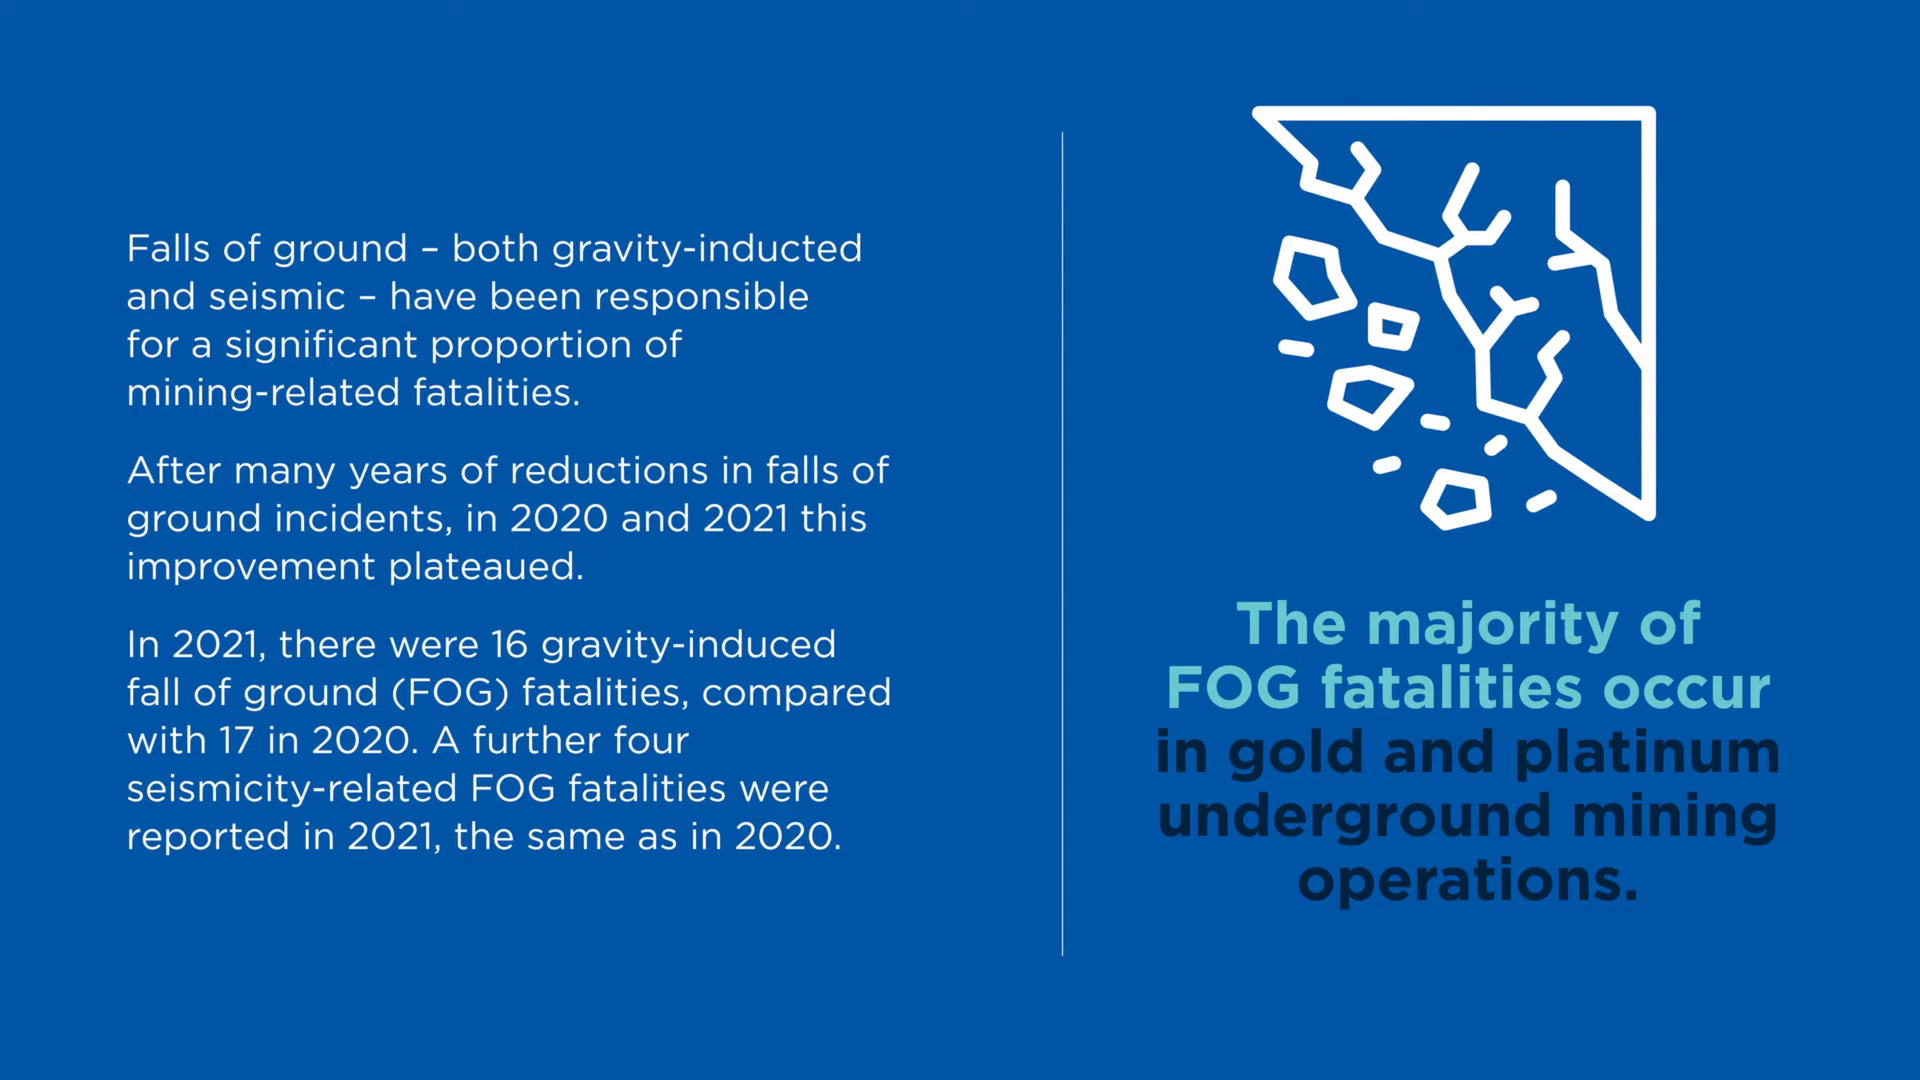 Falls of ground – both gravity-inducted
and seismic – have been responsible
for a significant proportion of
mining-related fatalities.
After many years of reductions in falls of
ground incidents, in 2020 and 2021 this
improvement plateaued.
In 2021, there were 16 gravity-induced
fall of ground (FOG) fatalities, compared
with 17 in 2020. A further four
seismicity-related FOG fatalities were
reported in 2021, the same as in 2020.
The majority of
FOG fatalities occur
in gold and platinum
underground mining
operations.